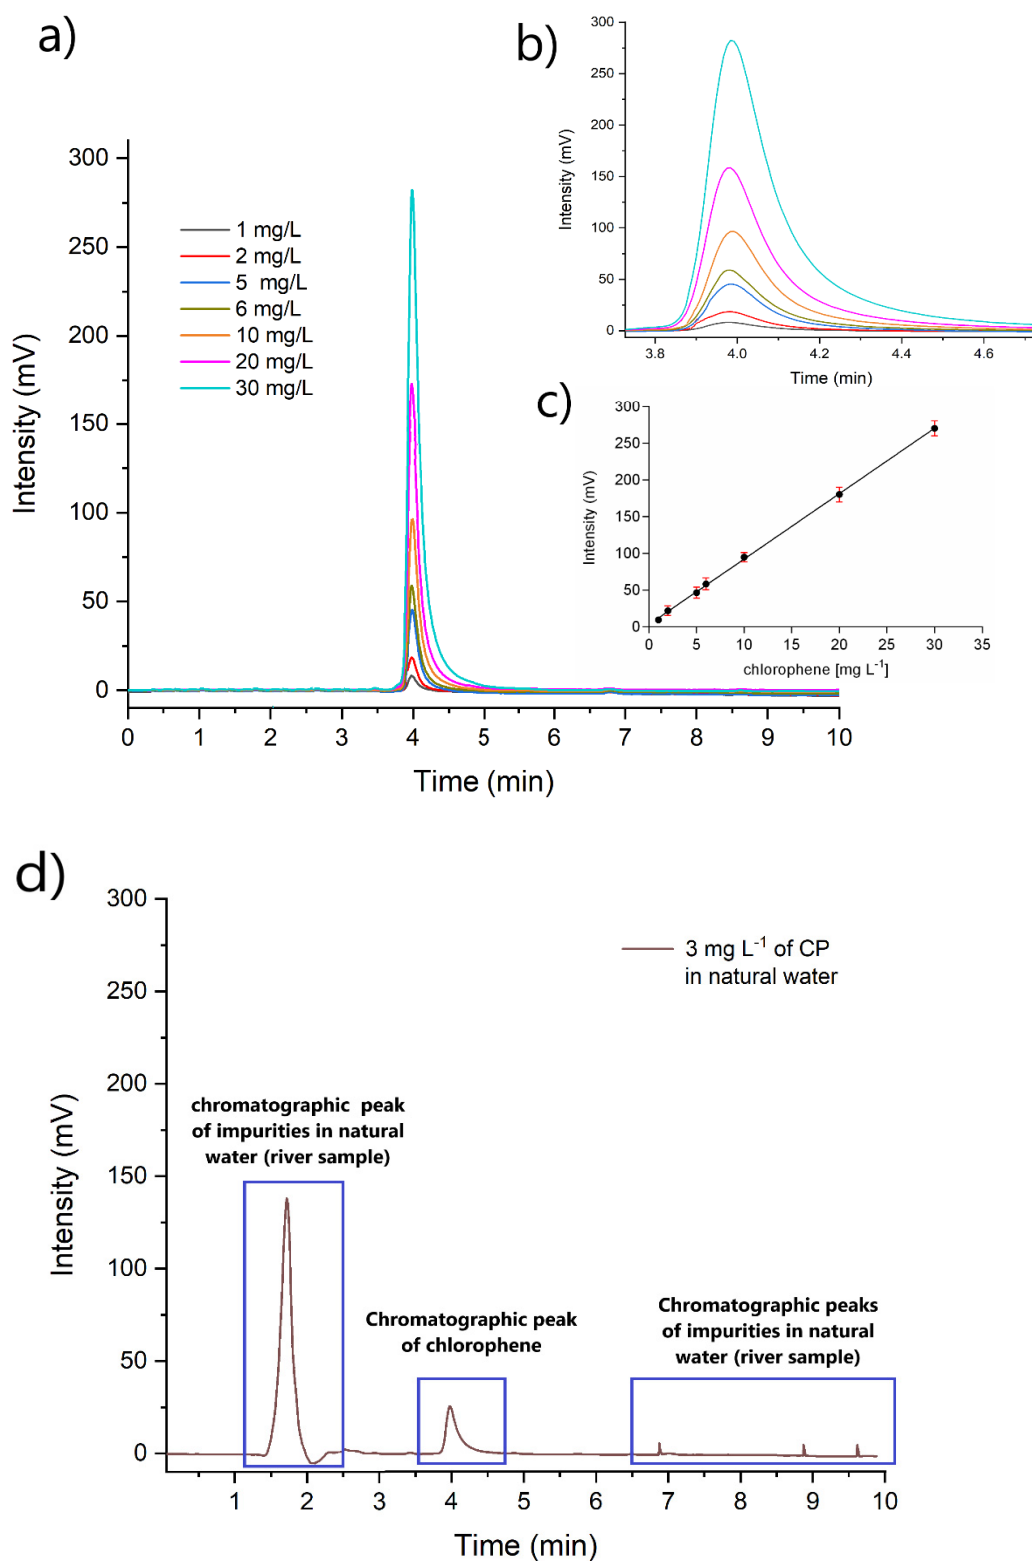 a)
300
250
200
150
100
50
0
Intensity (mV)
1 mg/L
2 mg/L
5  mg/L
6 mg/L
10 mg/L
20 mg/L
30 mg/L
0 1 2 3 4 5 6 7 8 9 10
Time (min)
b)
300
250
200
150
100
50
0
Intensity (mV)
3.8 4.0 4.2 4.4 4.6
Time (min)
c)
300
250
200
150
100
50
0
Intensity (mV)
0 5 10 15 20 25 30 35
chlorophene [mg L⁻¹]
d)
300
250
200
150
100
50
0
Intensity (mV)
3 mg L⁻¹ of CP
in natural water
chromatographic  peak
of impurities in natural
water (river sample)
Chromatographic peak
of chlorophene
Chromatographic peaks
of impurities in natural
water (river sample)
1 2 3 4 5 6 7 8 9 10
Time (min)